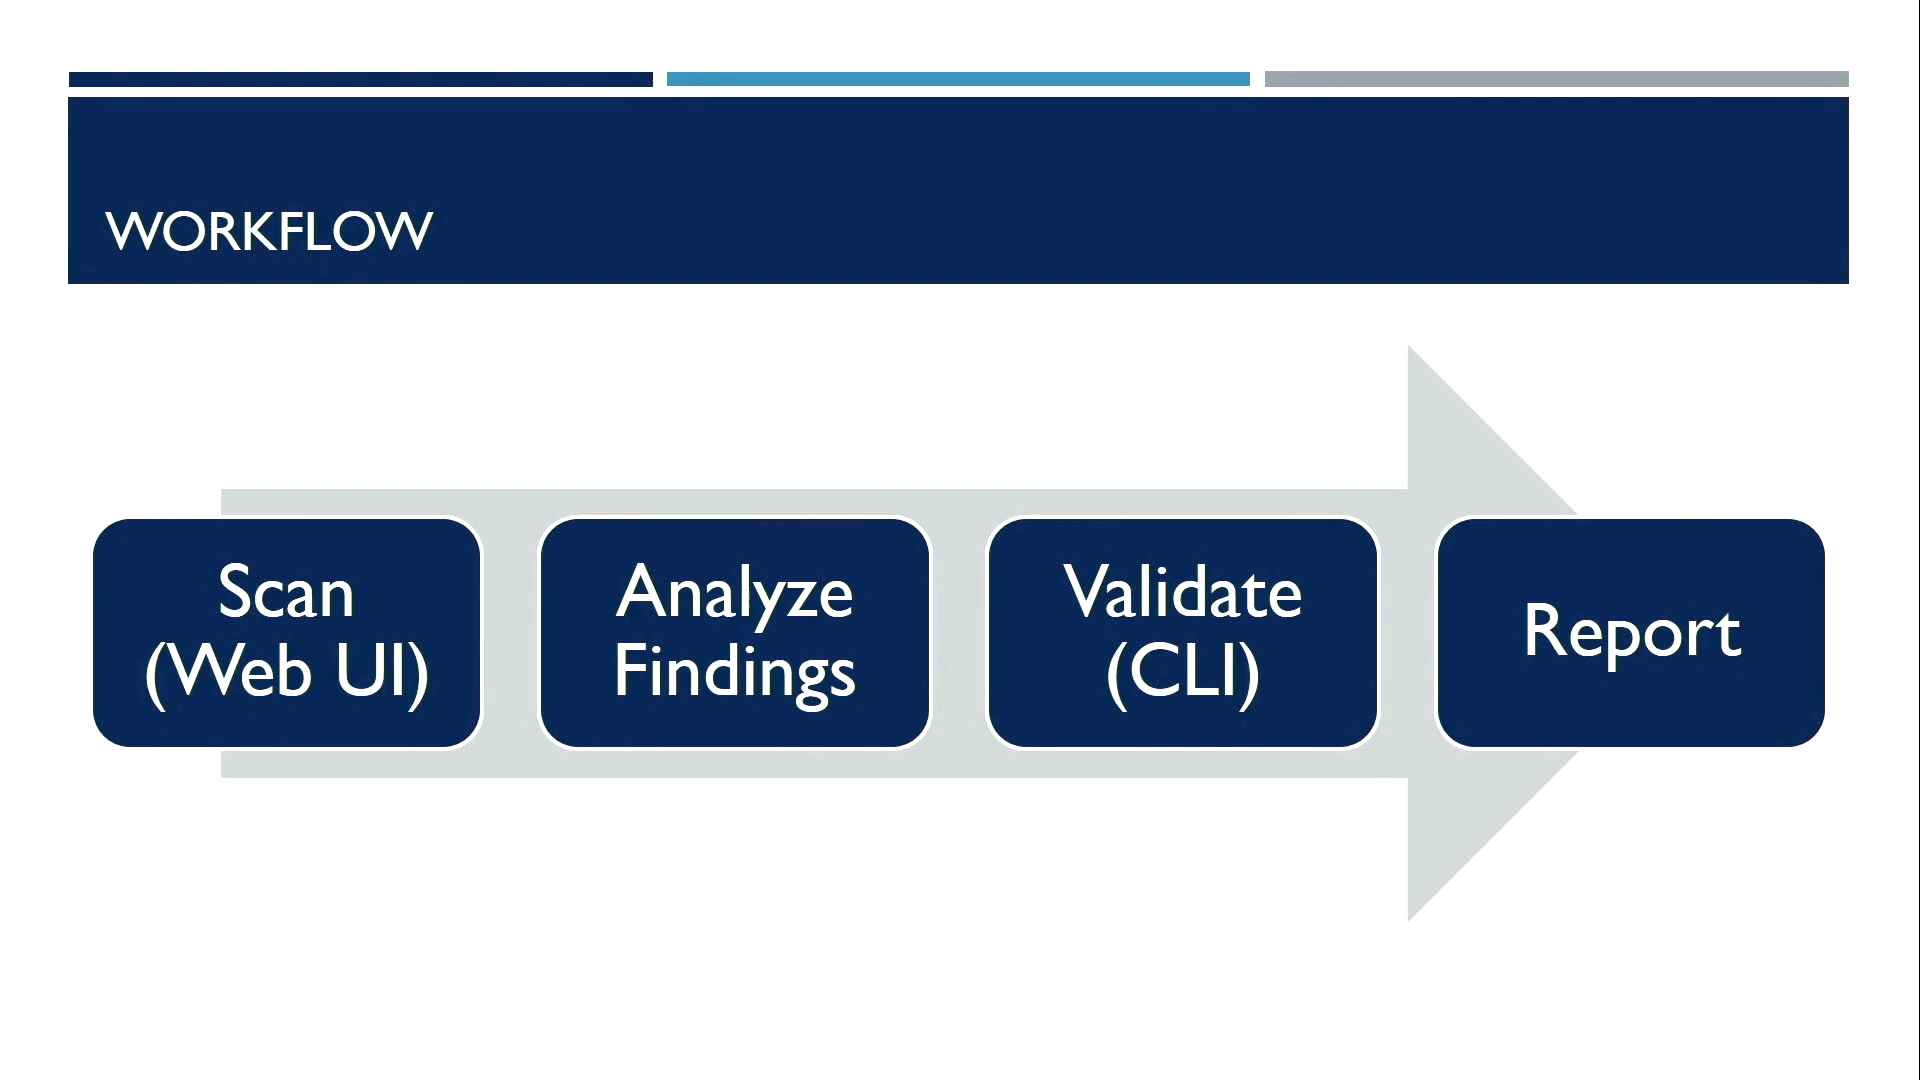 WORKFLOW
Scan
(Web UI)
Analyze
Findings
Validate
(CLI)
Report